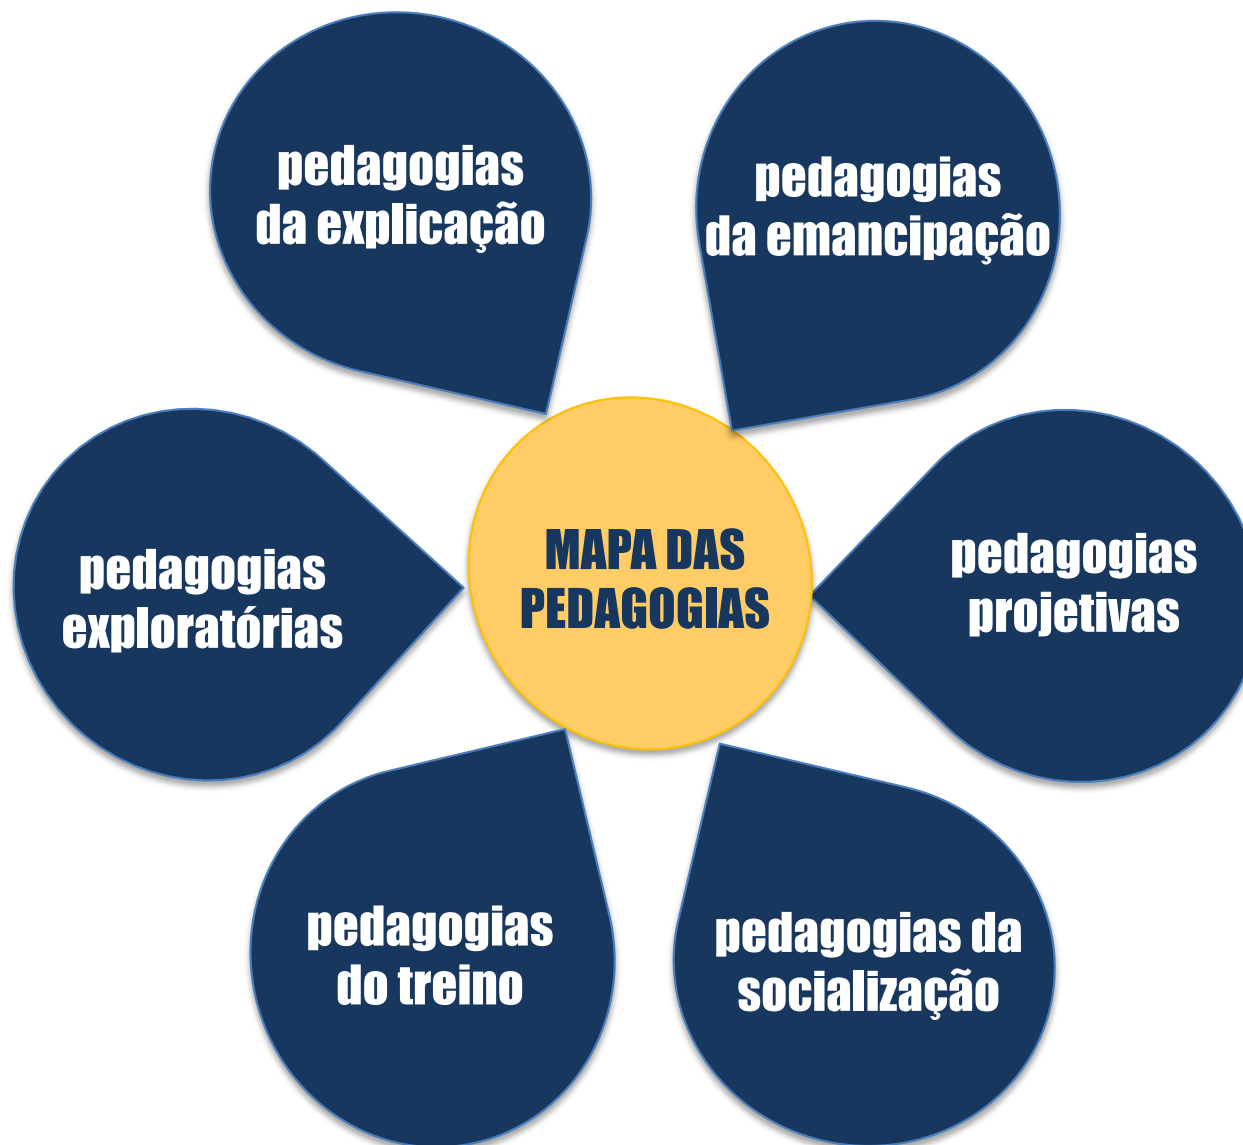 pedagogias
da explicação
pedagogias
da emancipação
pedagogias
exploratórias
MAPA DAS
PEDAGOGIAS
pedagogias
projetivas
pedagogias
do treino
pedagogias da
socialização